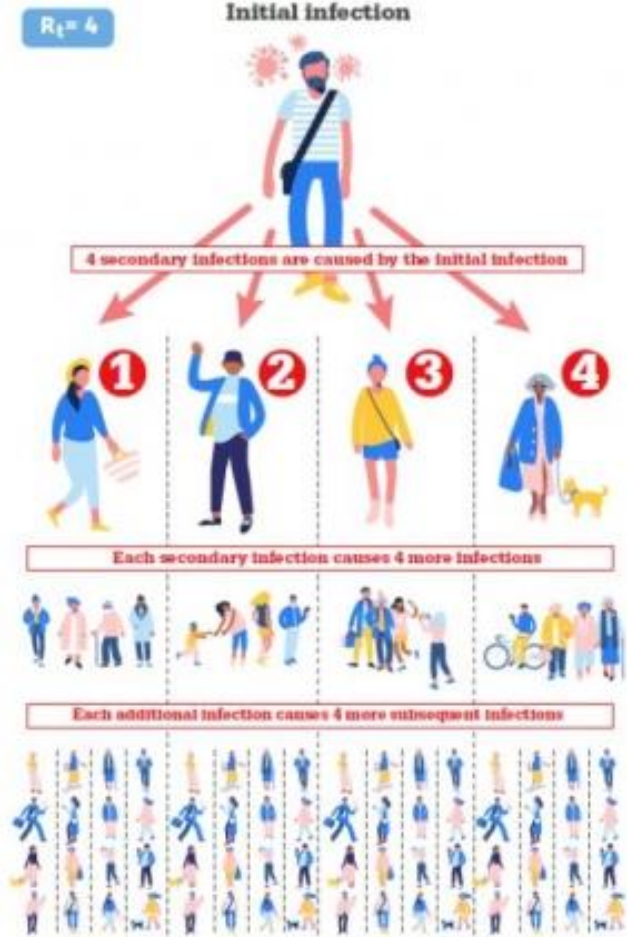 Initial infection
Rt= 4
4 secondary infections are caused by the initial infection
1
2
3
4
Each secondary infection causes 4 more infections
Each additional infection causes 4 more subsequent infections